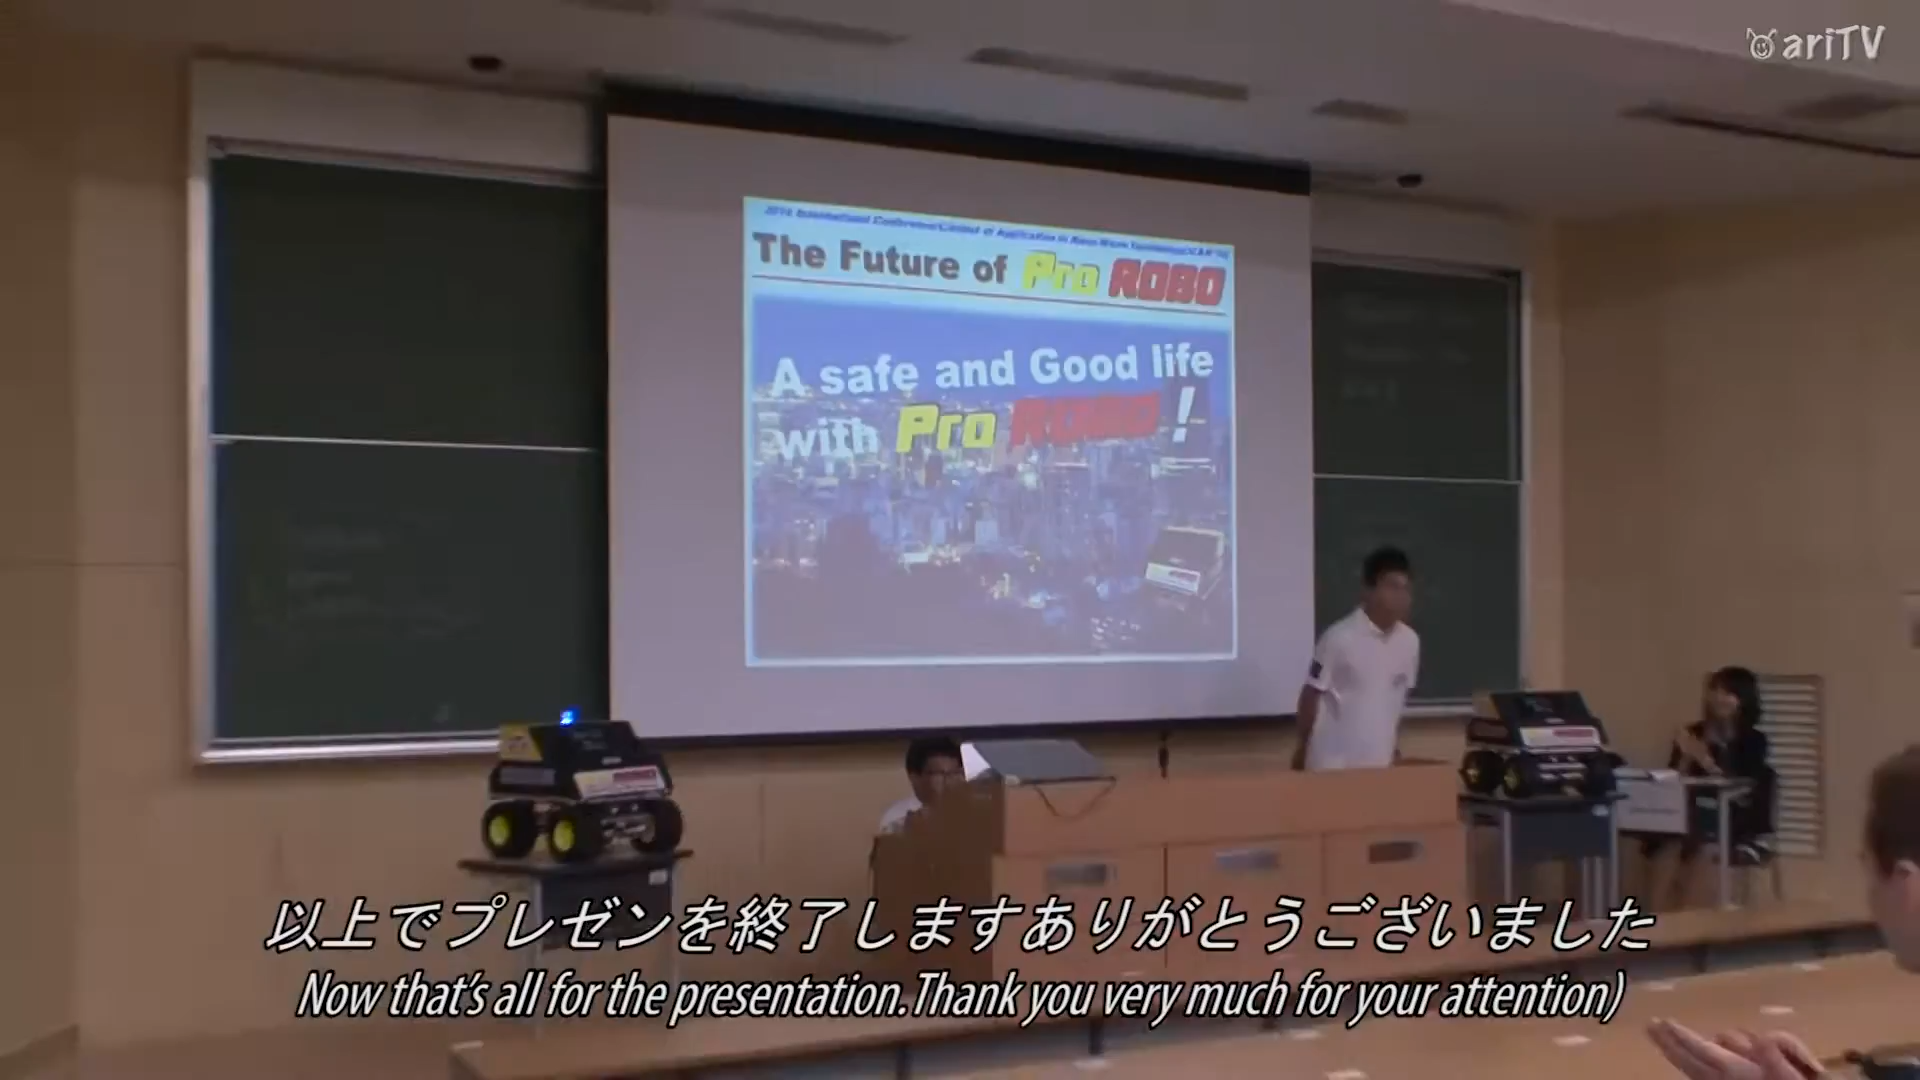 ariTV
The Future of Pro ROBO
A safe and Good life
with Pro ROBO!
以上でプレゼンを終了しますありがとうございました
Now that's all for the presentation.Thank you very much for your attention)